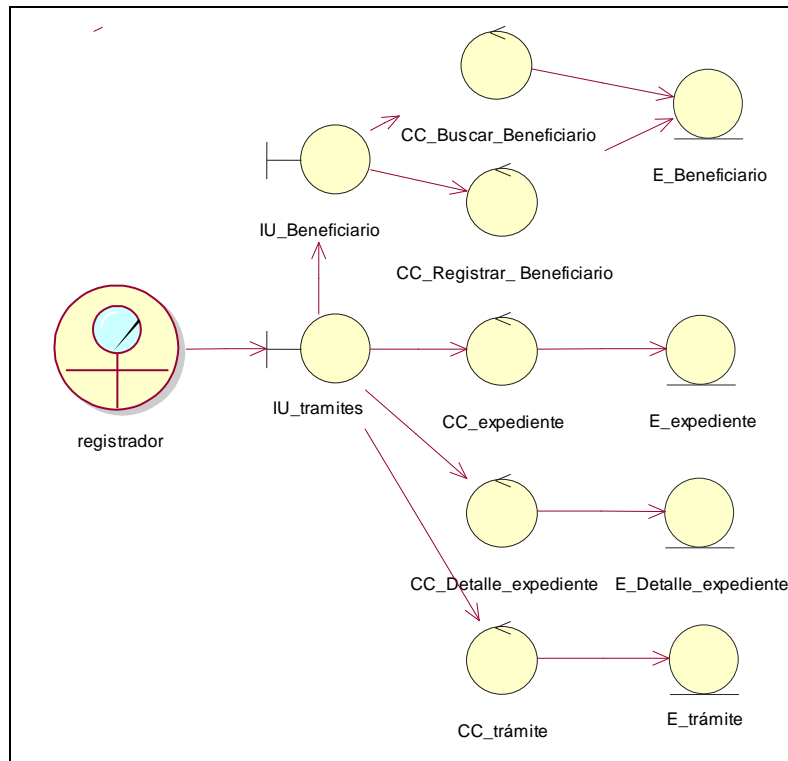 CC_Buscar_Beneficiario
E_Beneficiario
IU_Beneficiario
CC_Registrar_ Beneficiario
registrador
IU_tramites
CC_expediente
E_expediente
CC_Detalle_expediente
E_Detalle_expediente
CC_trámite
E_trámite